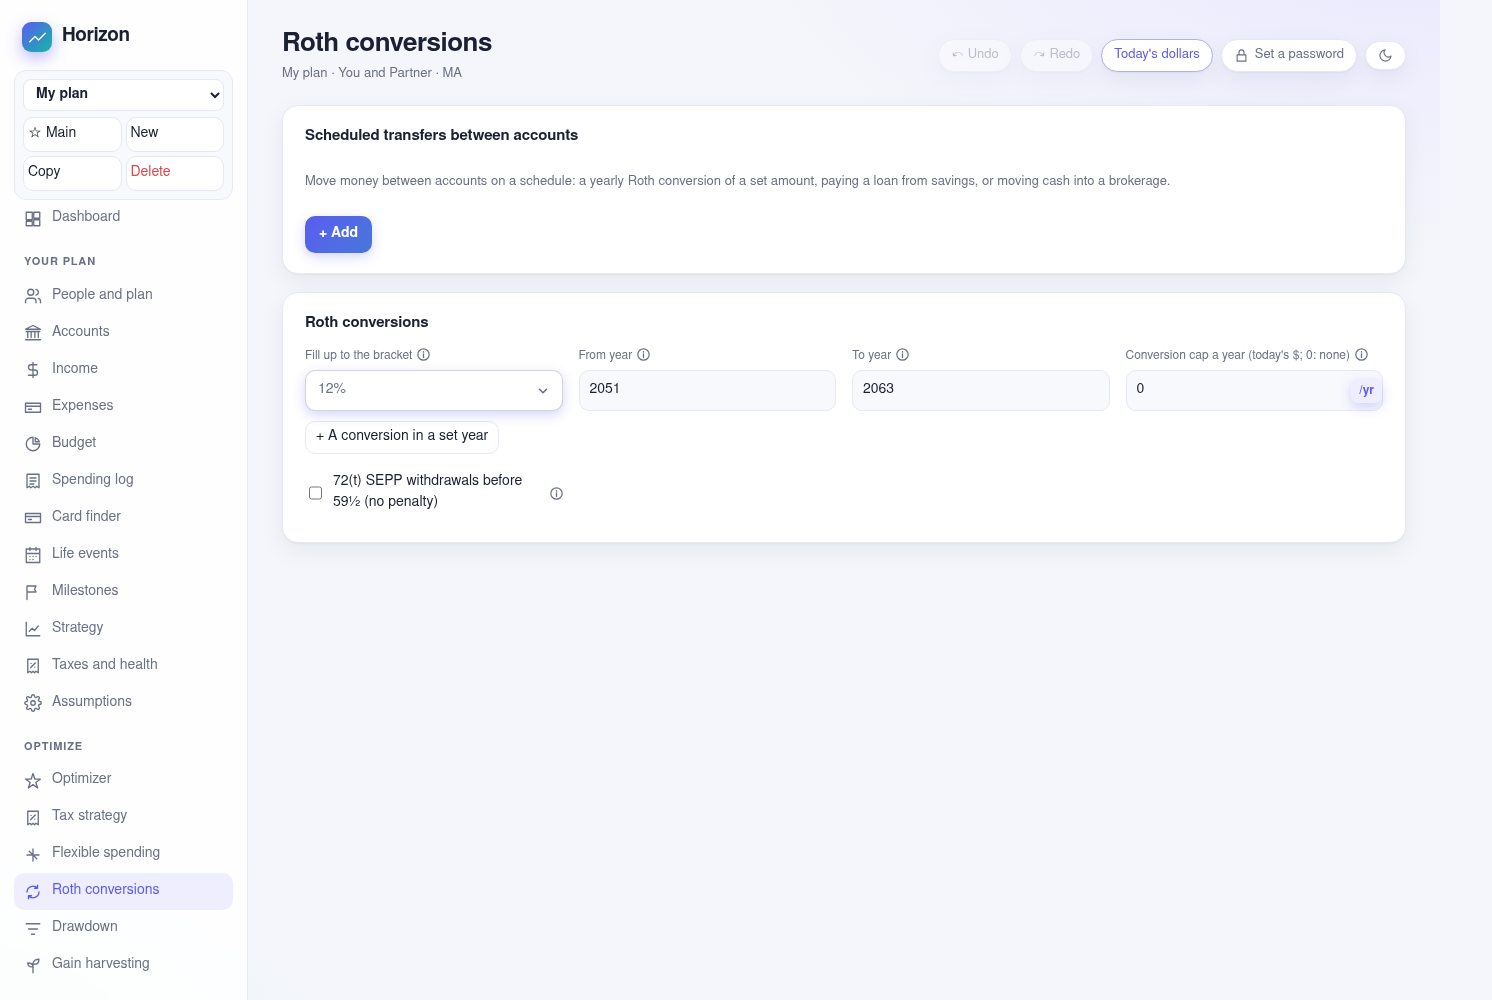 Horizon
My plan
☆ Main
New
Copy
Delete
Dashboard
YOUR PLAN
People and plan
Accounts
Income
Expenses
Budget
Spending log
Card finder
Life events
Milestones
Strategy
Taxes and health
Assumptions
OPTIMIZE
Optimizer
Tax strategy
Flexible spending
Roth conversions
Drawdown
Gain harvesting
Roth conversions
My plan · You and Partner · MA
Undo
Redo
Today's dollars
Set a password
Scheduled transfers between accounts
Move money between accounts on a schedule: a yearly Roth conversion of a set amount, paying a loan from savings, or moving cash into a brokerage.
+ Add
Roth conversions
Fill up to the bracket
From year
To year
Conversion cap a year (today's $; 0: none)
12%
2051
2063
0
/yr
+ A conversion in a set year
72(t) SEPP withdrawals before
59½ (no penalty)